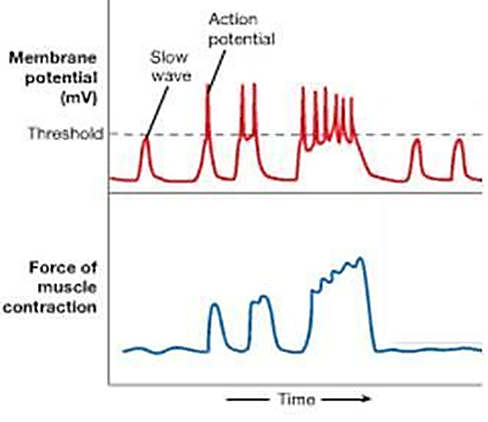 Action
potential
Slow
wave
Membrane
potential
(mV)
Threshold
Force of
muscle
contraction
Time